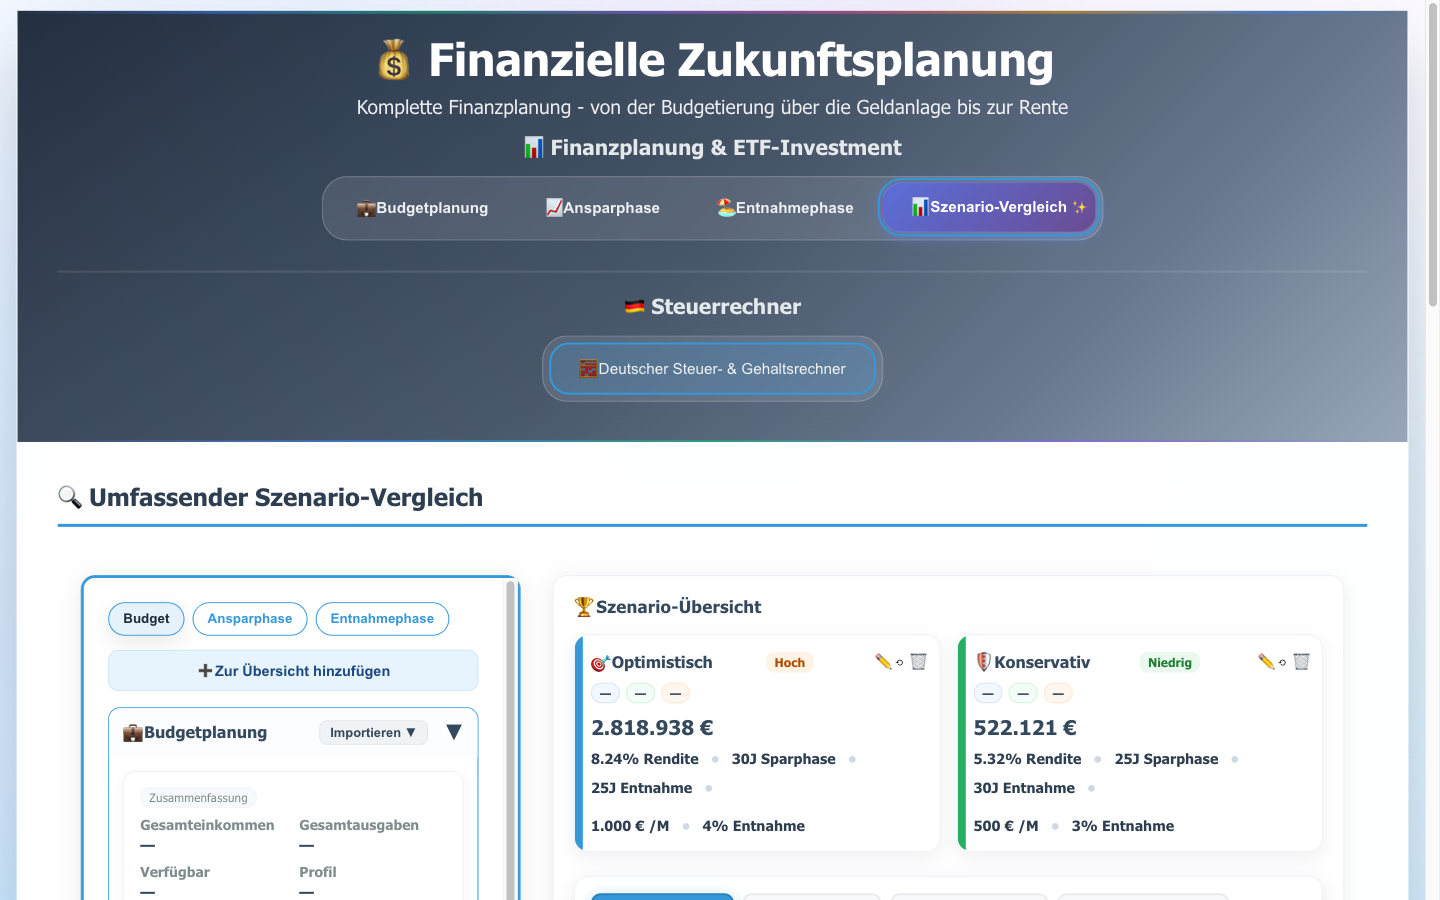 💰 Finanzielle Zukunftsplanung
Komplette Finanzplanung - von der Budgetierung über die Geldanlage bis zur Rente
📊 Finanzplanung & ETF-Investment
💼Budgetplanung
📈Ansparphase
🏖️Entnahmephase
📊Szenario-Vergleich ✨
🇩🇪 Steuerrechner
🧱Deutscher Steuer- & Gehaltsrechner
🔍 Umfassender Szenario-Vergleich
Budget
Ansparphase
Entnahmephase
➕Zur Übersicht hinzufügen
💼Budgetplanung
Importieren ▼
▼
Zusammenfassung
Gesamteinkommen
Gesamtausgaben
—
—
Verfügbar
Profil
—
—
🏆Szenario-Übersicht
🎯Optimistisch
Hoch
— — —
2.818.938 €
8.24% Rendite • 30J Sparphase •
25J Entnahme •
1.000 € /M • 4% Entnahme
🛡️Konservativ
Niedrig
— — —
522.121 €
5.32% Rendite • 25J Sparphase •
30J Entnahme •
500 € /M • 3% Entnahme